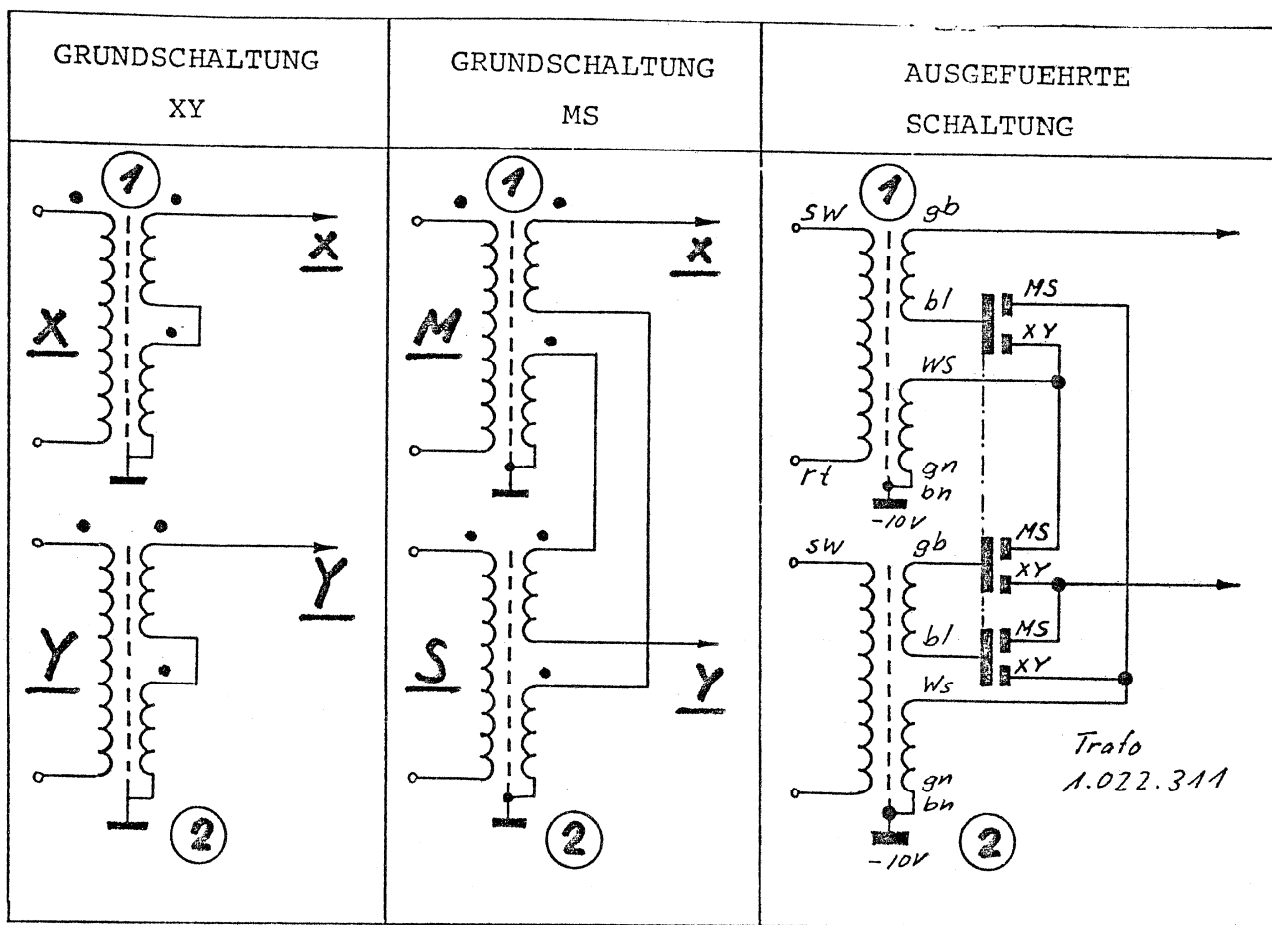 GRUNDSCHALTUNG
XY
GRUNDSCHALTUNG
MS
AUSGEFUEHRTE
SCHALTUNG
1
X
X
Y
Y
2
1
M
x
S
Y
2
1
sw
gb
bl
MS
XY
ws
rt
gn
bn
-10V
sw
gb
MS
XY
bl
MS
XY
Ws
gn
bn
-10V
2
Trafo
1.022.311